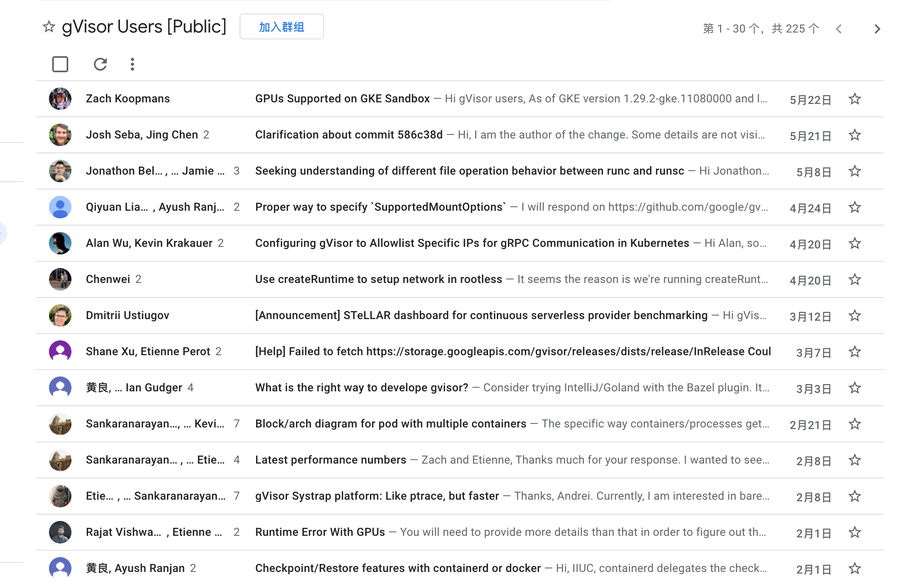 gVisor Users [Public] 加入群组 第 1 - 30 个，共 225 个
Zach Koopmans GPUs Supported on GKE Sandbox – Hi gVisor users, As of GKE version 1.29.2-gke.11080000 and l... 5月22日
Josh Seba, Jing Chen 2 Clarification about commit 586c38d – Hi, I am the author of the change. Some details are not visi... 5月21日
Jonathon Bel... , ... Jamie ... 3 Seeking understanding of different file operation behavior between runc and runsc – Hi Jonathon... 5月8日
Qiyuan Lia... , Ayush Ranj... 2 Proper way to specify `SupportedMountOptions` – I will respond on https://github.com/google/gv... 4月24日
Alan Wu, Kevin Krakauer 2 Configuring gVisor to Allowlist Specific IPs for gRPC Communication in Kubernetes – Hi Alan, so... 4月20日
Chenwei 2 Use createRuntime to setup network in rootless – It seems the reason is we're running createRunt... 4月20日
Dmitrii Ustiugov [Announcement] STeLLAR dashboard for continuous serverless provider benchmarking – Hi gVis... 3月12日
Shane Xu, Etienne Perot 2 [Help] Failed to fetch https://storage.googleapis.com/gvisor/releases/dists/release/InRelease Coul 3月7日
黄良, ... Ian Gudger 4 What is the right way to develope gvisor? – Consider trying IntelliJ/Goland with the Bazel plugin. It... 3月3日
Sankaranarayan..., ... Kevi... 7 Block/arch diagram for pod with multiple containers – The specific way containers/processes get... 2月21日
Sankaranarayan... , ... Etie... 4 Latest performance numbers – Zach and Etienne, Thanks much for your response. I wanted to see... 2月8日
Etie... , ... Sankaranarayan... 7 gVisor Systrap platform: Like ptrace, but faster – Thanks, Andrei. Currently, I am interested in bare... 2月8日
Rajat Vishwa... , Etienne ... 2 Runtime Error With GPUs – You will need to provide more details than that in order to figure out th... 2月1日
黄良, Ayush Ranjan 2 Checkpoint/Restore features with containerd or docker – Hi, IIUC, containerd delegates the check... 2月1日